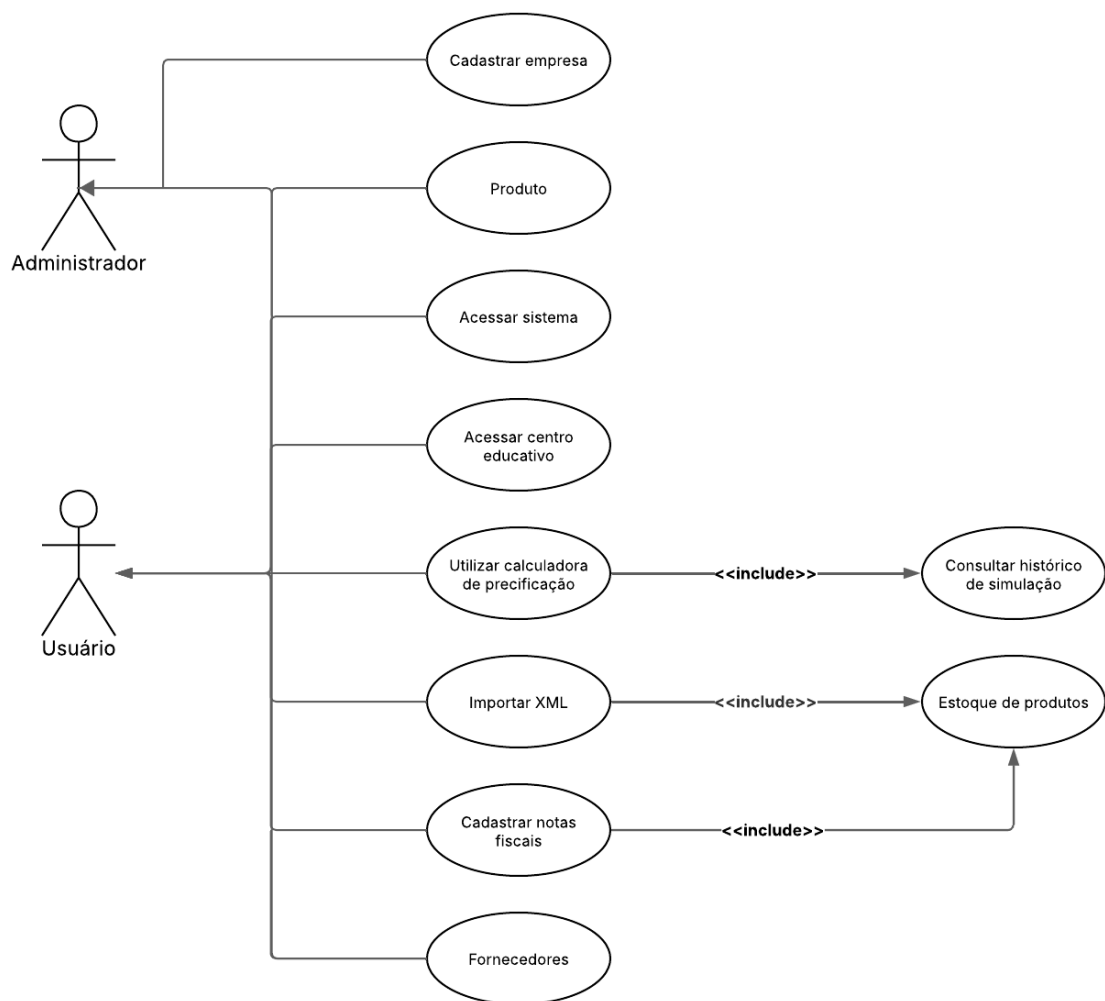 Cadastrar empresa
Produto
Administrador
Acessar sistema
Acessar centro
educativo
Utilizar calculadora
de precificação
<<include>>
Consultar histórico
de simulação
Usuário
Importar XML
<<include>>
Estoque de produtos
Cadastrar notas
fiscais
<<include>>
Fornecedores